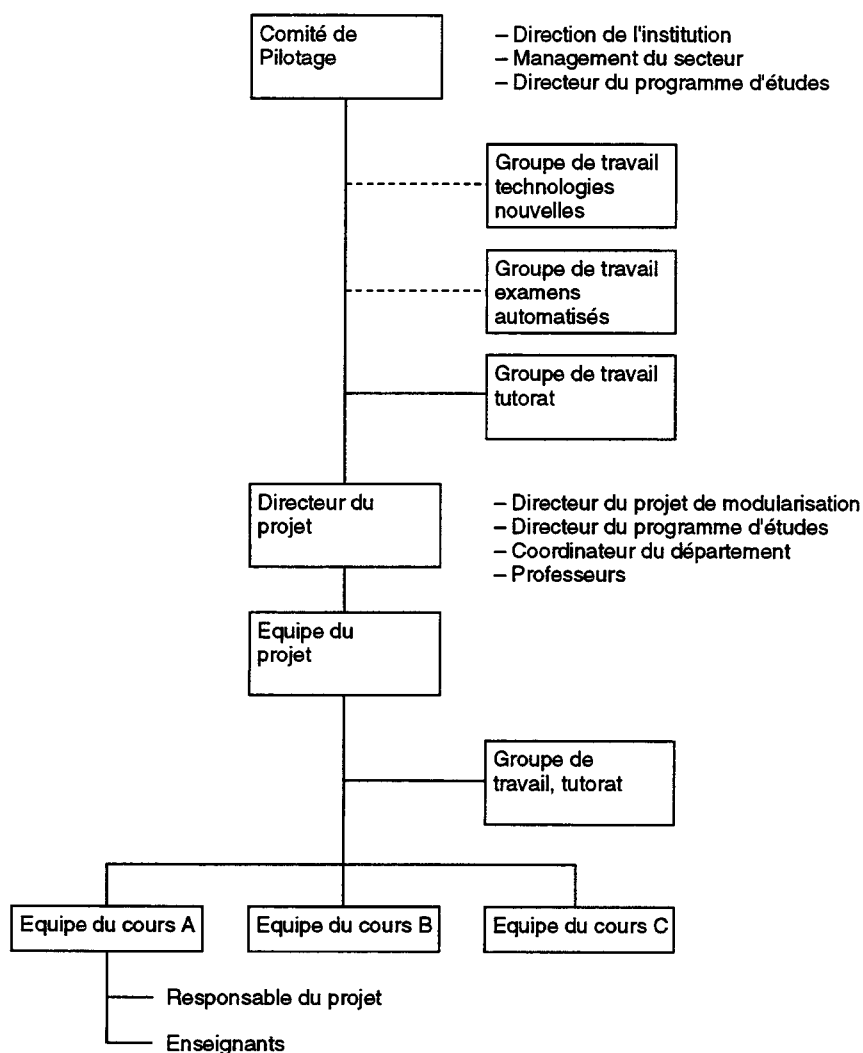 Comité de
Pilotage
– Direction de l'institution
– Management du secteur
– Directeur du programme d'études
Groupe de travail
technologies
nouvelles
Groupe de travail
examens
automatisés
Groupe de travail
tutorat
Directeur du
projet
– Directeur du projet de modularisation
– Directeur du programme d'études
– Coordinateur du département
– Professeurs
Equipe du
projet
Groupe de
travail, tutorat
Equipe du cours A
Equipe du cours B
Equipe du cours C
Responsable du projet
Enseignants